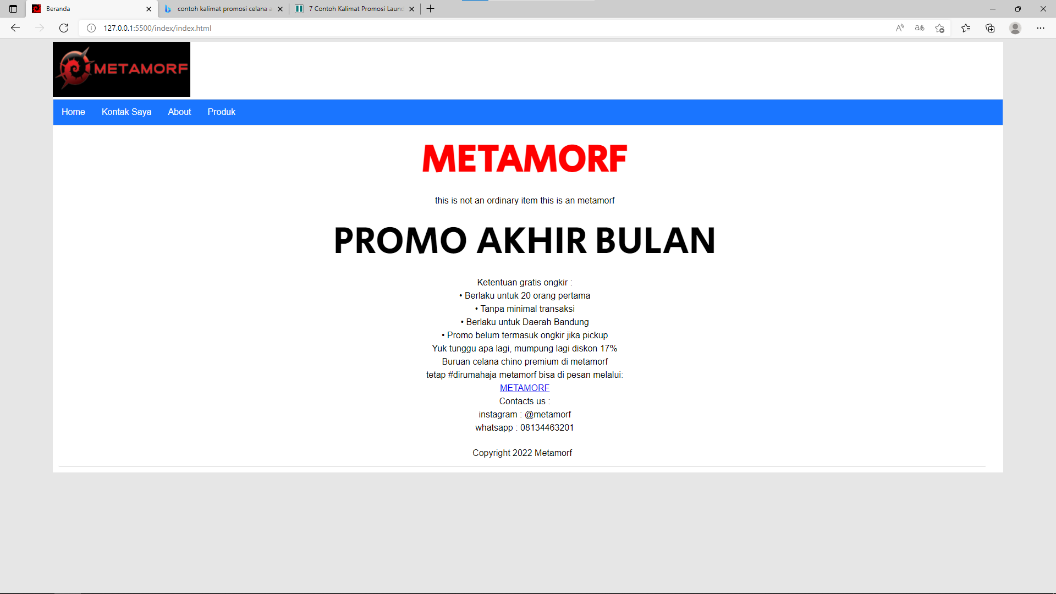 Beranda
contoh kalimat promosi celana
7 Contoh Kalimat Promosi Laun
127.0.0.1:5500/index/index.html
METAMORF
Home Kontak Saya About Produk
METAMORF
this is not an ordinary item this is an metamorf
PROMO AKHIR BULAN
Ketentuan gratis ongkir :
• Berlaku untuk 20 orang pertama
• Tanpa minimal transaksi
• Berlaku untuk Daerah Bandung
• Promo belum termasuk ongkir jika pickup
Yuk tunggu apa lagi, mumpung lagi diskon 17%
Buruan celana chino premium di metamorf
tetap #dirumahaja metamorf bisa di pesan melalui:
METAMORF
Contacts us :
instagram : @metamorf
whatsapp : 08134463201
Copyright 2022 Metamorf